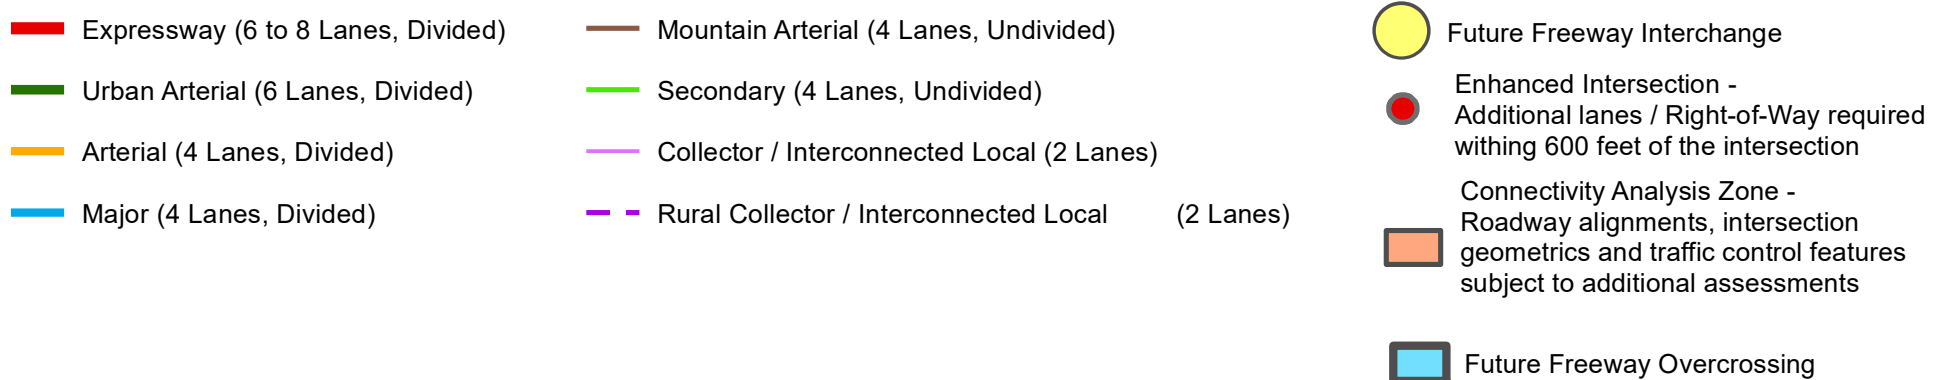 Expressway (6 to 8 Lanes, Divided)
Urban Arterial (6 Lanes, Divided)
Arterial (4 Lanes, Divided)
Major (4 Lanes, Divided)
Mountain Arterial (4 Lanes, Undivided)
Secondary (4 Lanes, Undivided)
Collector / Interconnected Local (2 Lanes)
Rural Collector / Interconnected Local (2 Lanes)
Future Freeway Interchange
Enhanced Intersection -
Additional lanes / Right-of-Way required
withing 600 feet of the intersection
Connectivity Analysis Zone -
Roadway alignments, intersection
geometrics and traffic control features
subject to additional assessments
Future Freeway Overcrossing